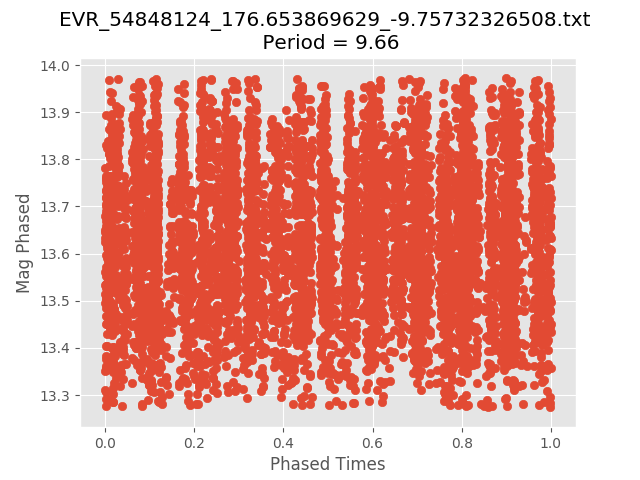 EVR_54848124_176.653869629_-9.75732326508.txt
Period = 9.66
14.0
13.9
13.8
13.7
13.6
13.5
13.4
13.3
Mag Phased
0.0 0.2 0.4 0.6 0.8 1.0
Phased Times